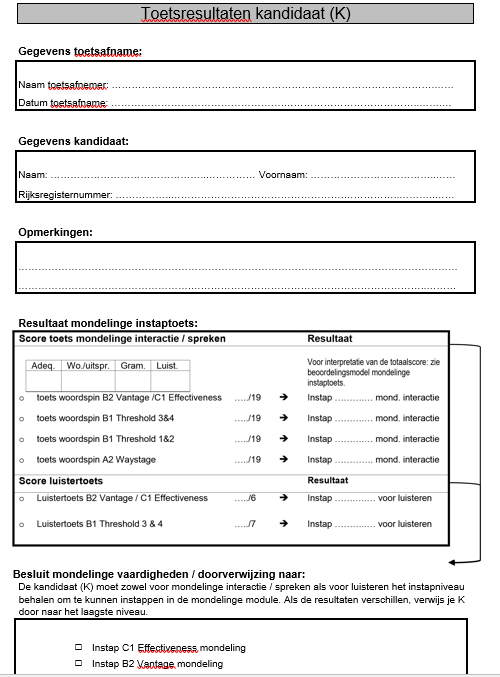 Toetsresultaten kandidaat (K)
Gegevens toetsafname:
Naam toetsafnemer: ……………………………………………………………………………………
Datum toetsafname: ……………………………………………………………………………………
Gegevens kandidaat:
Naam: ………………………………………………… Voornaam: …………………………………
Rijksregisternummer: ……………………………………………………………………………………
Opmerkingen:
……………………………………………………………………………………………………………
……………………………………………………………………………………………………………
Resultaat mondelinge instaptoets:
Score toets mondelinge interactie / spreken Resultaat
Adeq. Wo./uitspr. Gram. Luist.
Voor interpretatie van de totaalscore: zie
beoordelingsmodel mondelinge
instaptoets.
o toets woordspin B2 Vantage /C1 Effectiveness …../19 ➔ Instap …………. mond. interactie
o toets woordspin B1 Threshold 3&4 …../19 ➔ Instap …………. mond. interactie
o toets woordspin B1 Threshold 1&2 …../19 ➔ Instap …………. mond. interactie
o toets woordspin A2 Waystage …../19 ➔ Instap …………. mond. interactie
Score luistertoets Resultaat
o Luistertoets B2 Vantage / C1 Effectiveness …../6 ➔ Instap …………. voor luisteren
o Luistertoets B1 Threshold 3 & 4 …../7 ➔ Instap …………. voor luisteren
Besluit mondelinge vaardigheden / doorverwijzing naar:
De kandidaat (K) moet zowel voor mondelinge interactie / spreken als voor luisteren het instapniveau
behalen om te kunnen instappen in de mondelinge module. Als de resultaten verschillen, verwijs je K
door naar het laagste niveau.
☐ Instap C1 Effectiveness mondeling
☐ Instap B2 Vantage mondeling